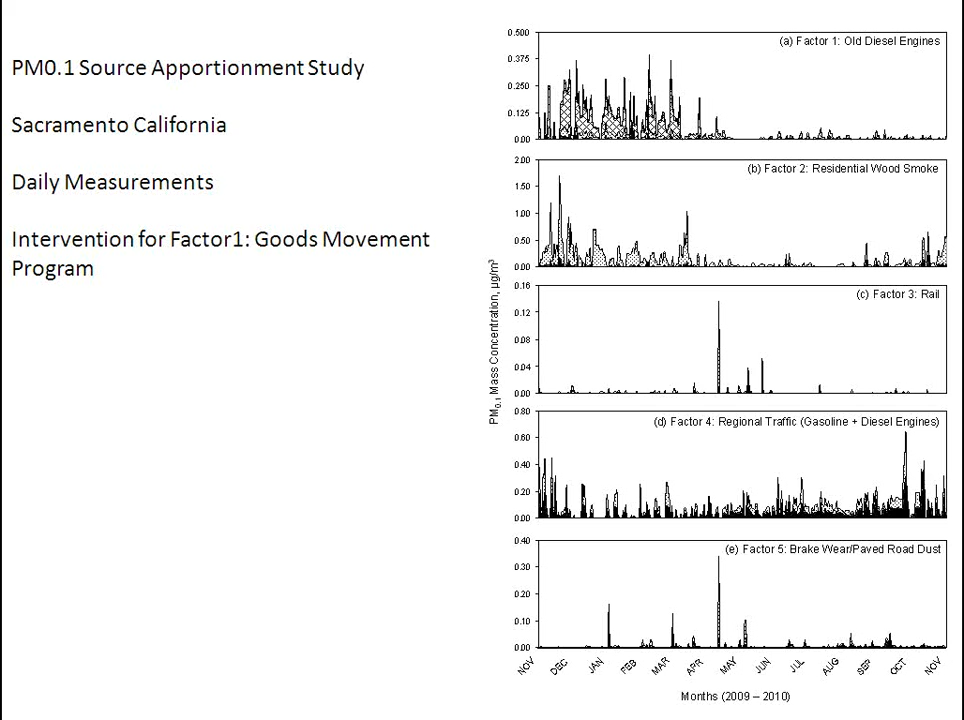 PM0.1 Source Apportionment Study
Sacramento California
Daily Measurements
Intervention for Factor1: Goods Movement
Program
PM0.1 Mass Concentration, µg/m3
(a) Factor 1: Old Diesel Engines
0.500
0.375
0.250
0.125
0.00
(b) Factor 2: Residential Wood Smoke
2.00
1.50
1.00
0.50
0.00
(c) Factor 3: Rail
0.16
0.12
0.08
0.04
0.00
(d) Factor 4: Regional Traffic (Gasoline + Diesel Engines)
0.80
0.60
0.40
0.20
0.00
(e) Factor 5: Brake Wear/Paved Road Dust
0.40
0.30
0.20
0.10
0.00
NOV DEC JAN FEB MAR APR MAY JUN JUL AUG SEP OCT NOV
Months (2009 – 2010)